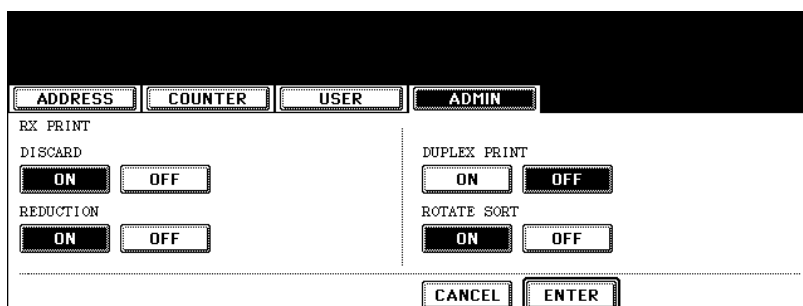 ADDRESS COUNTER USER ADMIN
RX PRINT
DISCARD
ON OFF
REDUCTION
ON OFF
DUPLEX PRINT
ON OFF
ROTATE SORT
ON OFF
CANCEL ENTER